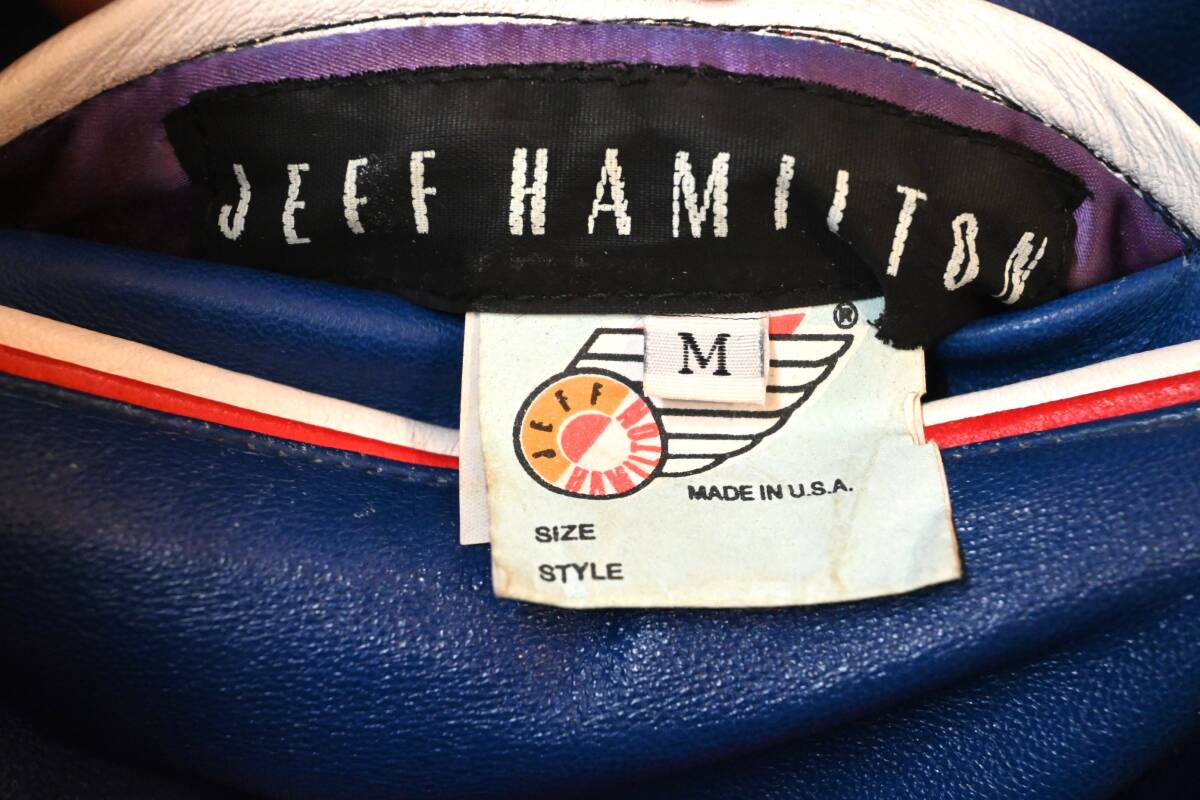 JEFF HAMILTON
®
M
JEFF HAMILTON
MADE IN U.S.A.
SIZE
STYLE